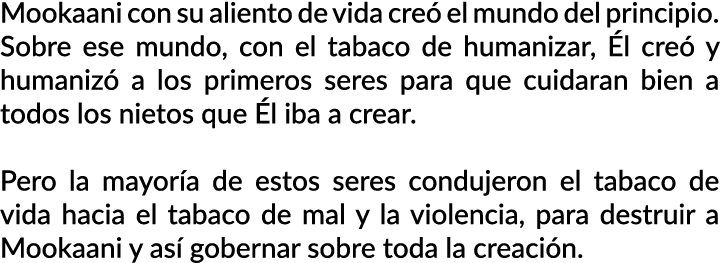 Mookaani con su aliento de vida creó el mundo del principio.
Sobre ese mundo, con el tabaco de humanizar, Él creó y
humanizó a los primeros seres para que cuidaran bien a
todos los nietos que Él iba a crear.
Pero la mayoría de estos seres condujeron el tabaco de
vida hacia el tabaco de mal y la violencia, para destruir a
Mookaani y así gobernar sobre toda la creación.